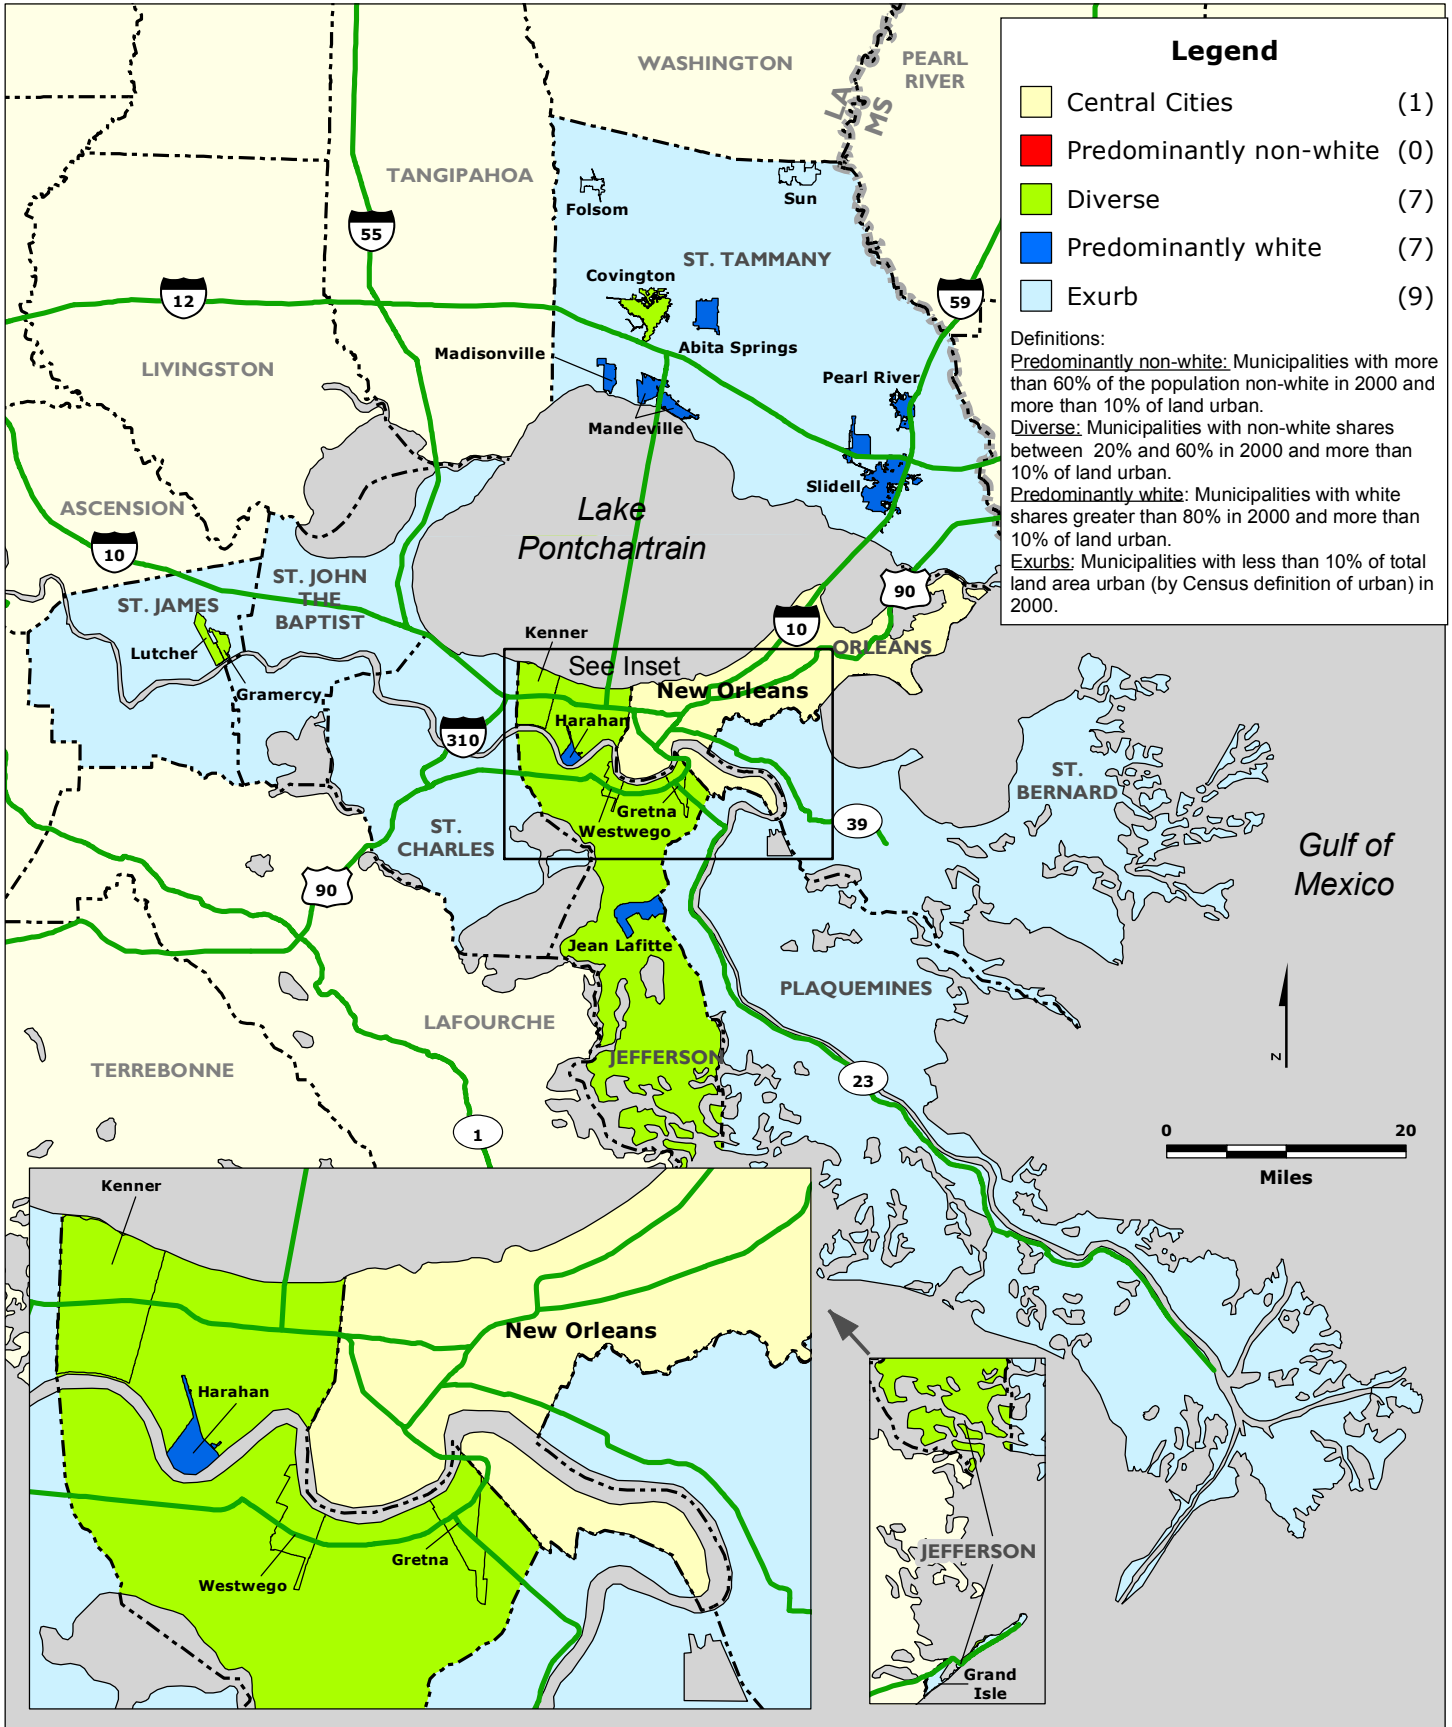 Legend
Central Cities (1)
Predominantly non-white (0)
Diverse (7)
Predominantly white (7)
Exurb (9)
Definitions:
Predominantly non-white: Municipalities with more
than 60% of the population non-white in 2000 and
more than 10% of land urban.
Diverse: Municipalities with non-white shares
between 20% and 60% in 2000 and more than
10% of land urban.
Predominantly white: Municipalities with white
shares greater than 80% in 2000 and more than
10% of land urban.
Exurbs: Municipalities with less than 10% of total
land area urban (by Census definition of urban) in
2000.
WASHINGTON
PEARL
RIVER
LA
MS
TANGIPAHOA
Folsom
Sun
55
ST. TAMMANY
Covington
12
59
Abita Springs
Madisonville
LIVINGSTON
Pearl River
Mandeville
Slidell
ASCENSION
Lake
Pontchartrain
10
ST. JOHN
THE
BAPTIST
90
ST. JAMES
10
Kenner
ORLEANS
Lutcher
See Inset
Gramercy
New Orleans
Harahan
310
ST.
BERNARD
Gretna
39
Westwego
ST.
CHARLES
Gulf of
Mexico
90
Jean Lafitte
PLAQUEMINES
LAFOURCHE
JEFFERSON
N
TERREBONNE
23
1
0 20
Miles
Kenner
New Orleans
Harahan
Gretna
Westwego
JEFFERSON
Grand
Isle